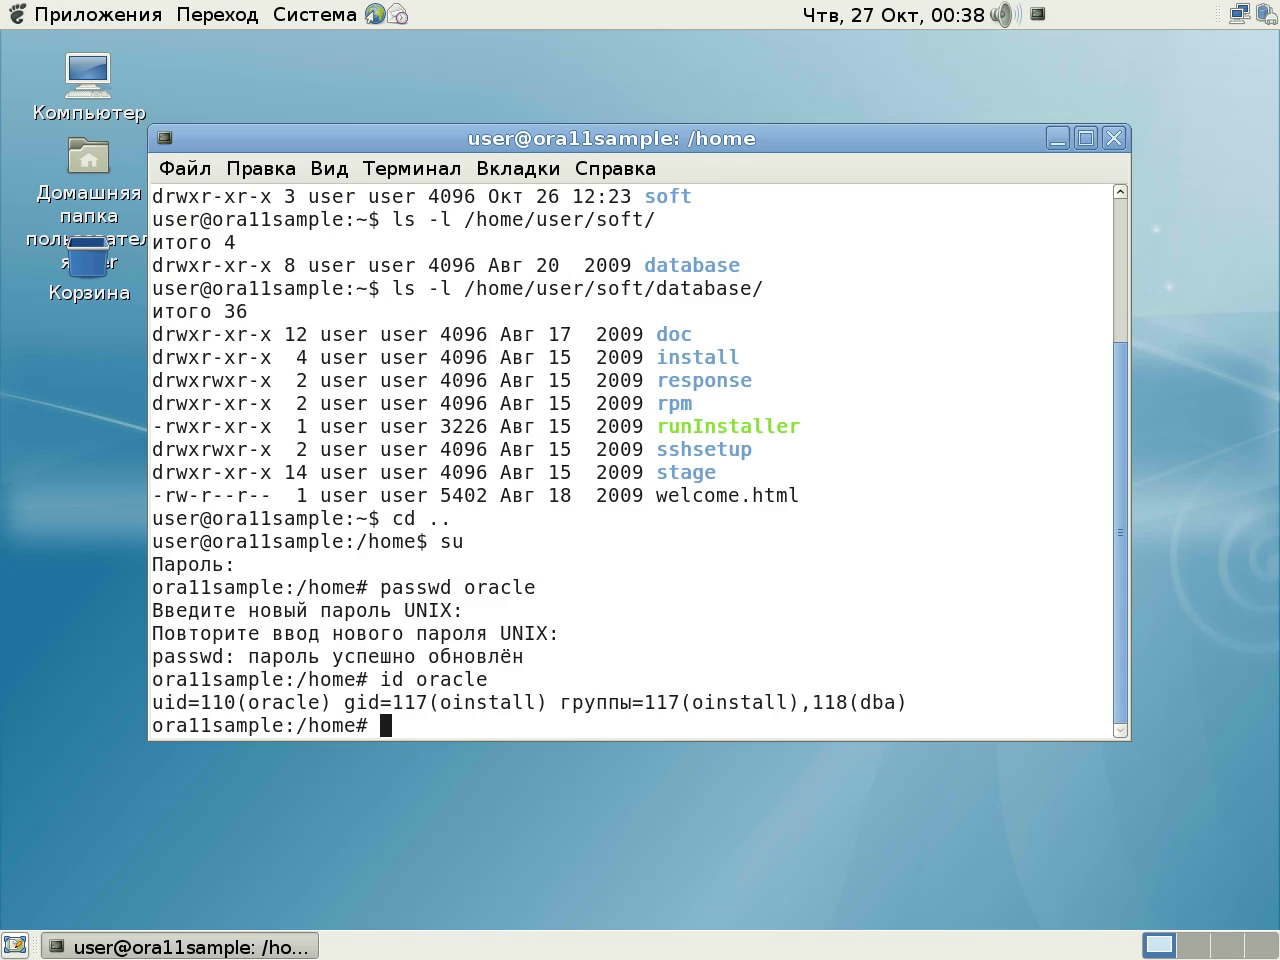 Приложения Переход Система
Чтв, 27 Окт, 00:38
Компьютер
Домашняя
папка
Корзина
user@ora11sample: /home
Файл Правка Вид Терминал Вкладки Справка
drwxr-xr-x 3 user user 4096 Окт 26 12:23 soft
user@ora11sample:~$ ls -l /home/user/soft/
итого 4
drwxr-xr-x 8 user user 4096 Авг 20  2009 database
user@ora11sample:~$ ls -l /home/user/soft/database/
итого 36
drwxr-xr-x 12 user user 4096 Авг 17  2009 doc
drwxr-xr-x  4 user user 4096 Авг 15  2009 install
drwxrwxr-x  2 user user 4096 Авг 15  2009 response
drwxr-xr-x  2 user user 4096 Авг 15  2009 rpm
-rwxr-xr-x  1 user user 3226 Авг 15  2009 runInstaller
drwxrwxr-x  2 user user 4096 Авг 15  2009 sshsetup
drwxr-xr-x 14 user user 4096 Авг 15  2009 stage
-rw-r--r--  1 user user 5402 Авг 18  2009 welcome.html
user@ora11sample:~$ cd ..
user@ora11sample:/home$ su
Пароль:
ora11sample:/home# passwd oracle
Введите новый пароль UNIX:
Повторите ввод нового пароля UNIX:
passwd: пароль успешно обновлён
ora11sample:/home# id oracle
uid=110(oracle) gid=117(oinstall) группы=117(oinstall),118(dba)
ora11sample:/home#
user@ora11sample: /ho...